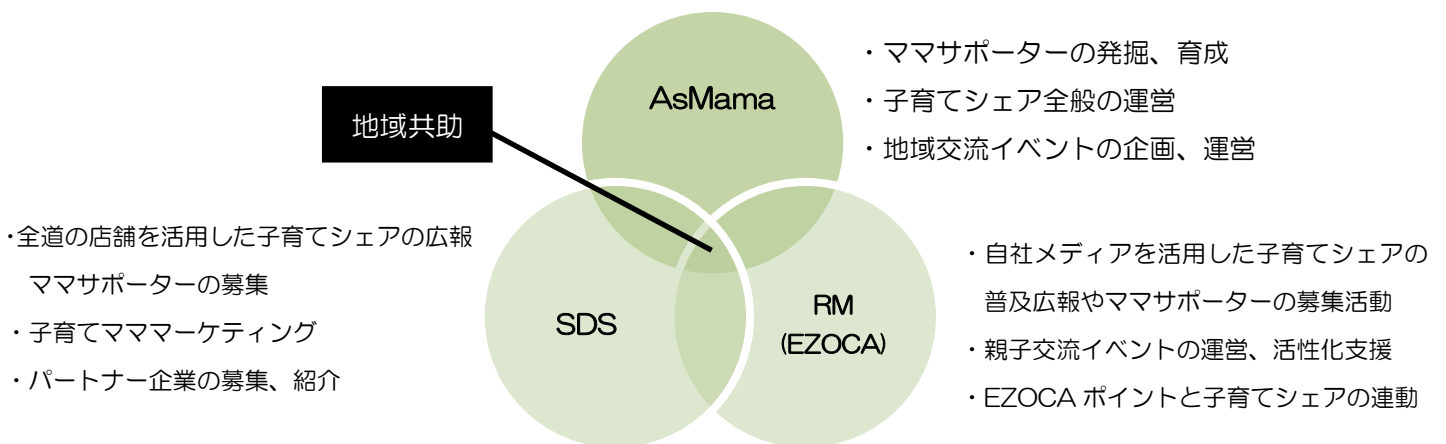 AsMama
・ママサポーターの発掘、育成
・子育てシェア全般の運営
・地域交流イベントの企画、運営
地域共助
・全道の店舗を活用した子育てシェアの広報
ママサポーターの募集
・子育てマママーケティング
・パートナー企業の募集、紹介
SDS
RM
(EZOCA)
・自社メディアを活用した子育てシェアの
普及広報やママサポーターの募集活動
・親子交流イベントの運営、活性化支援
・EZOCA ポイントと子育てシェアの連動